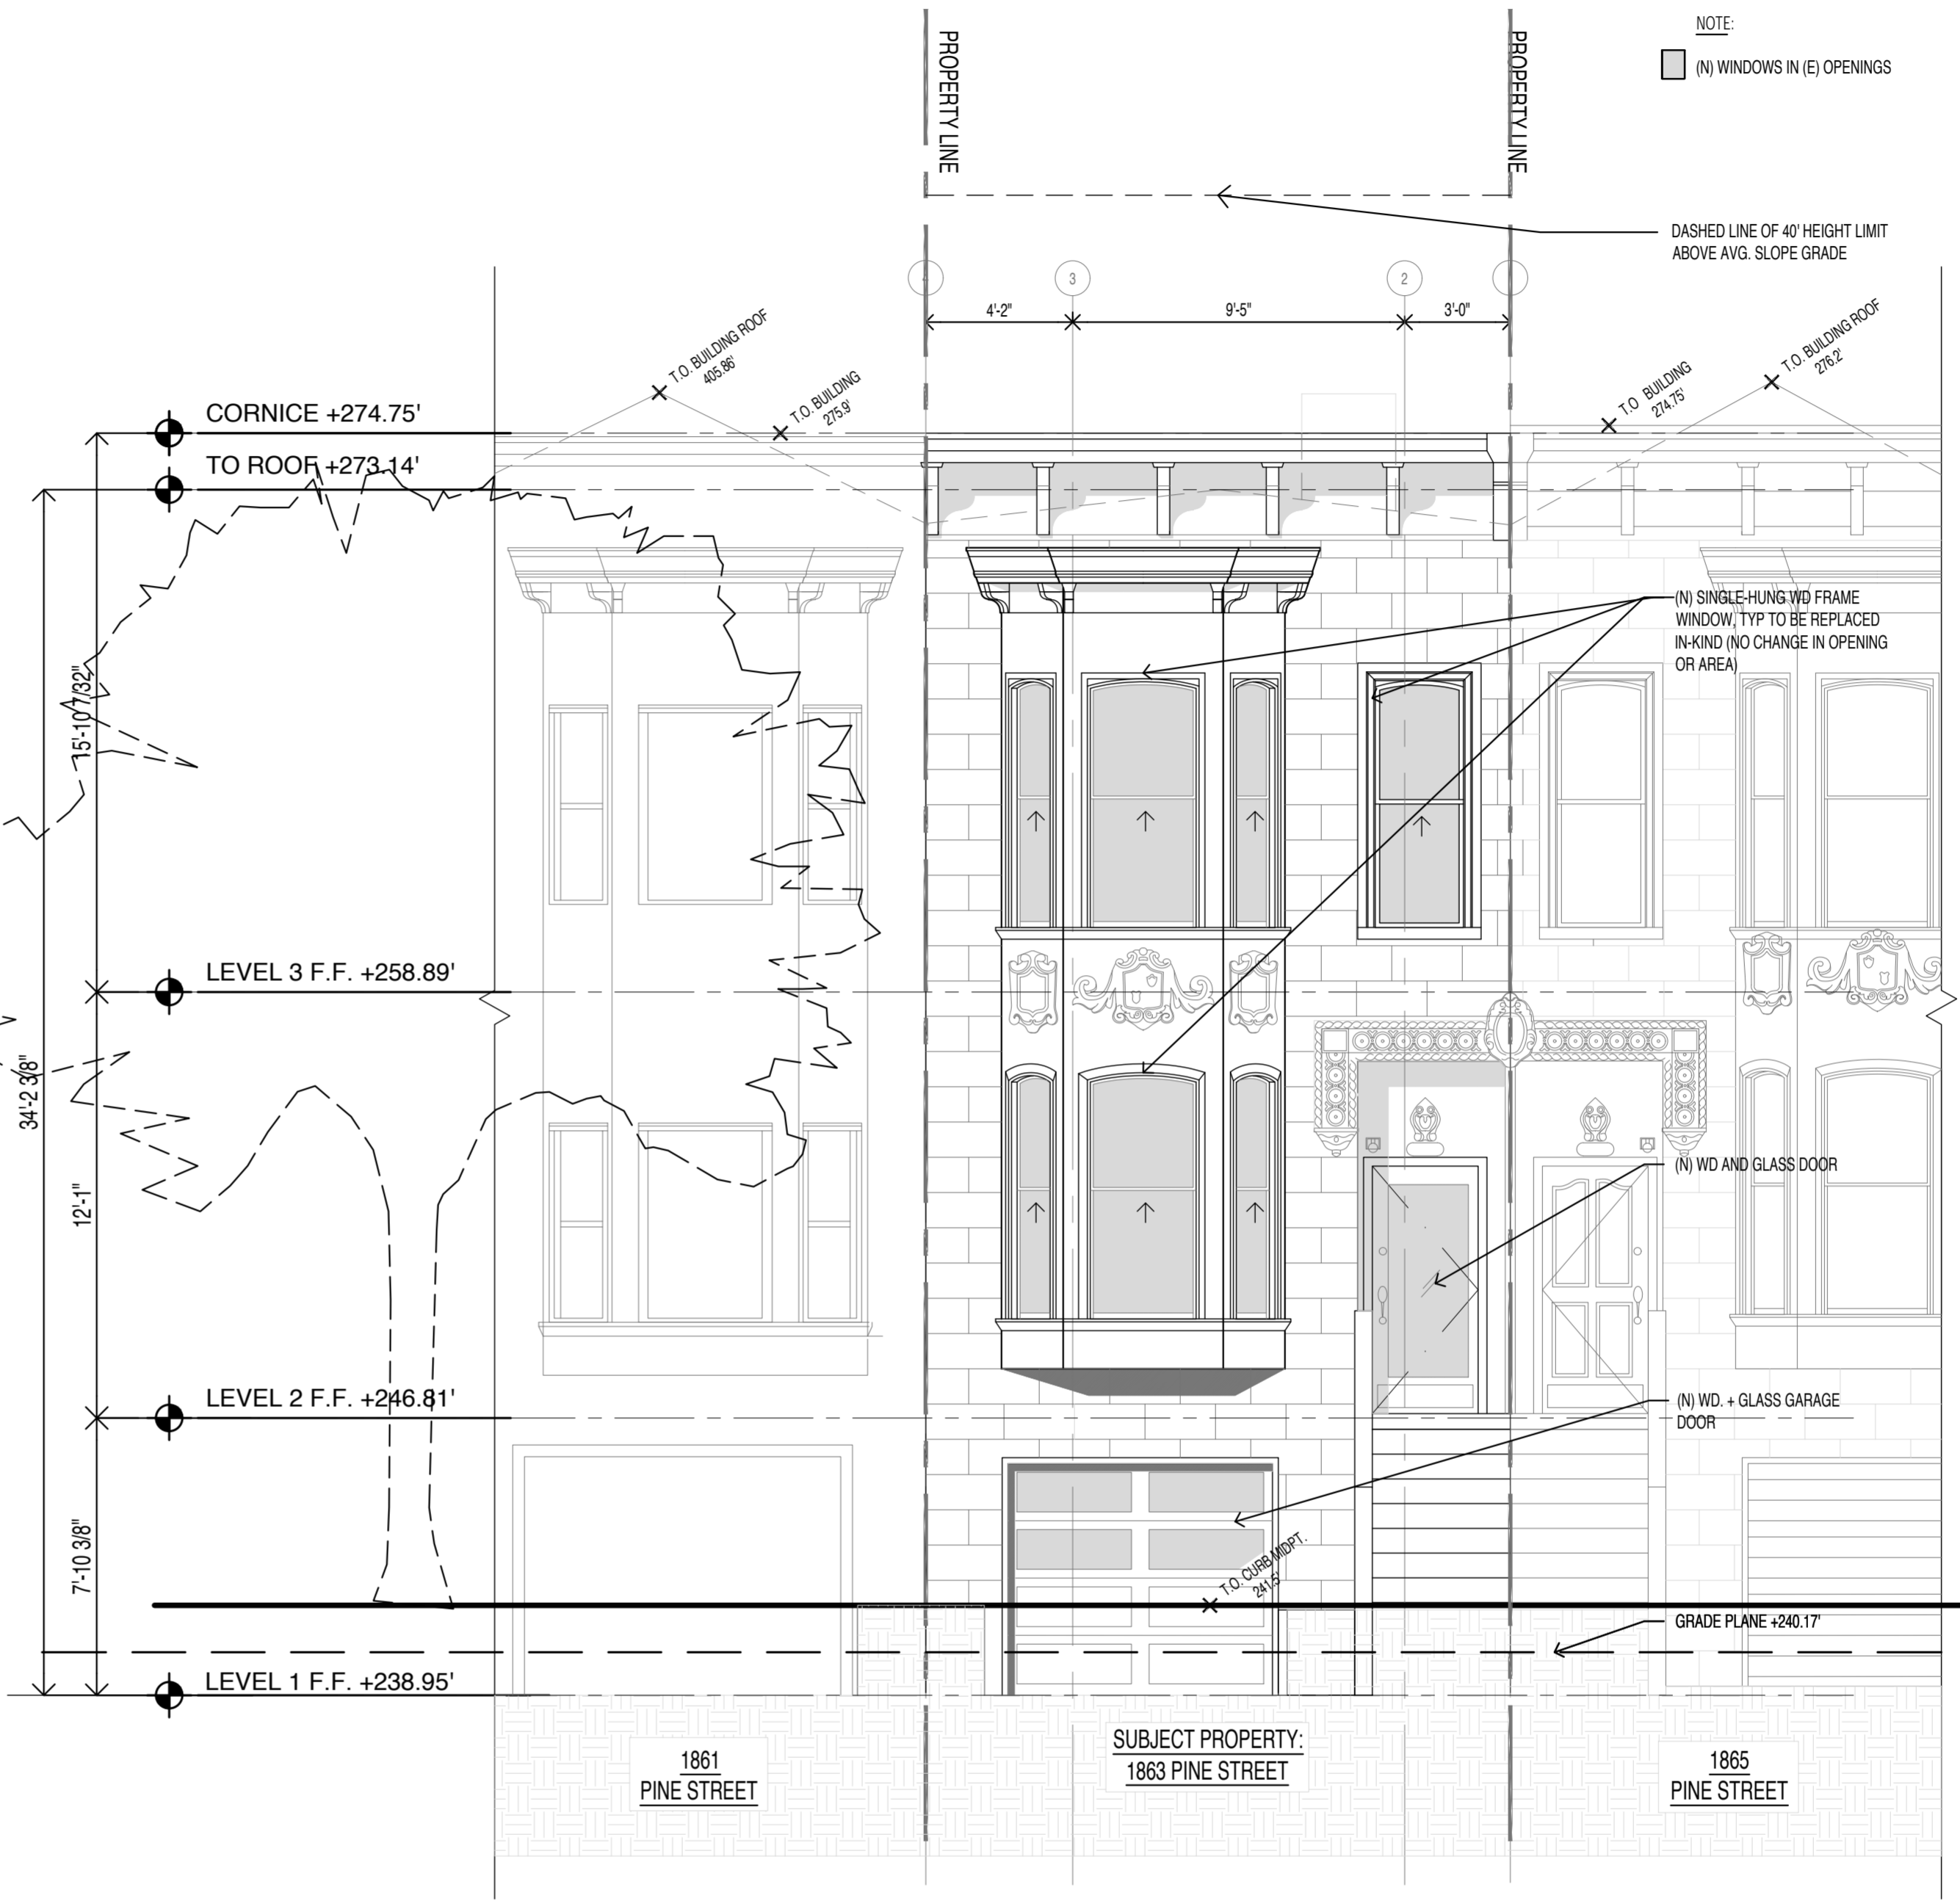 NOTE:
(N) WINDOWS IN (E) OPENINGS
PROPERTY LINE
PROPERTY LINE
DASHED LINE OF 40' HEIGHT LIMIT
ABOVE AVG. SLOPE GRADE
3
2
4'-2"
9'-5"
3'-0"
T.O. BUILDING ROOF
405.86'
T.O. BUILDING
275.9'
T.O BUILDING
274.75'
T.O. BUILDING ROOF
276.2'
CORNICE +274.75'
TO ROOF +273.14'
(N) SINGLE-HUNG WD FRAME
WINDOW, TYP TO BE REPLACED
IN-KIND (NO CHANGE IN OPENING
OR AREA)
15'-10 7/32"
LEVEL 3 F.F. +258.89'
34'-2 3/8"
12'-1"
(N) WD AND GLASS DOOR
LEVEL 2 F.F. +246.81'
(N) WD. + GLASS GARAGE
DOOR
7'-10 3/8"
T.O. CURB MIDPT.
241.5'
GRADE PLANE +240.17'
LEVEL 1 F.F. +238.95'
1861
PINE STREET
SUBJECT PROPERTY:
1863 PINE STREET
1865
PINE STREET